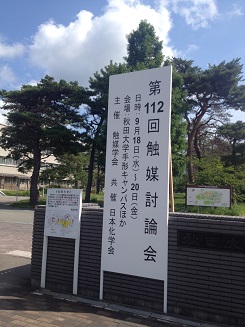 第112回触媒討論会
日時 9月18日(水)~20日(金)
会場 秋田大学手形キャンパスほか
主催 触媒学会 共催 日本化学会